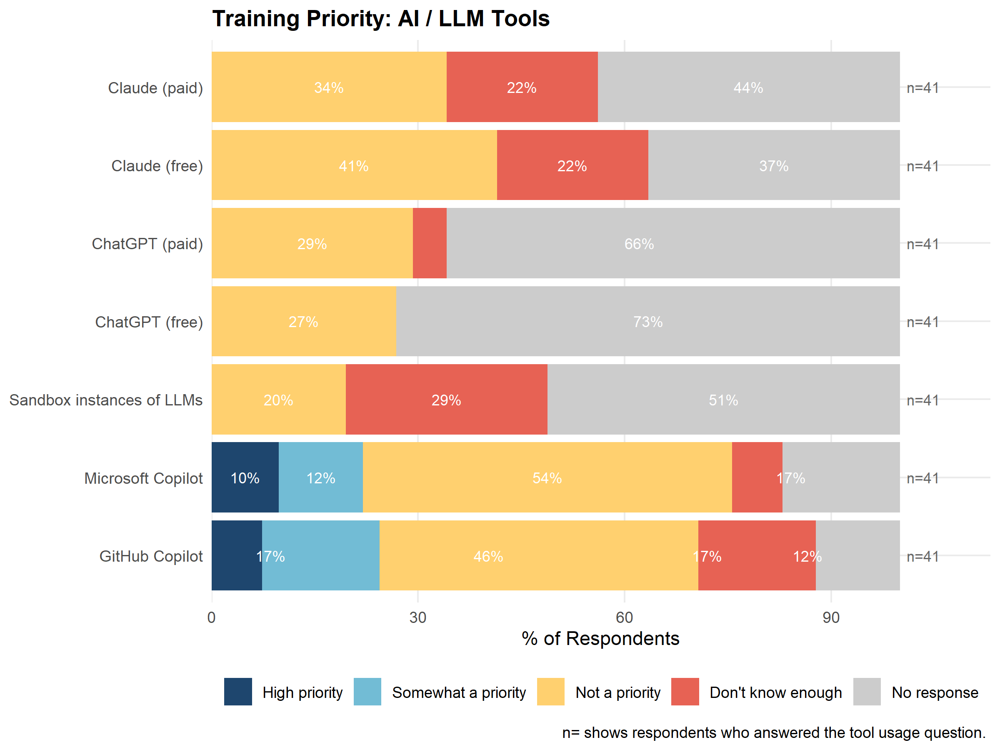 Training Priority: AI / LLM Tools
Claude (paid) 34% 22% 44% n=41
Claude (free) 41% 22% 37% n=41
ChatGPT (paid) 29% 66% n=41
ChatGPT (free) 27% 73% n=41
Sandbox instances of LLMs 20% 29% 51% n=41
Microsoft Copilot 10% 12% 54% 17% n=41
GitHub Copilot 17% 46% 17% 12% n=41
0 30 60 90
% of Respondents
High priority Somewhat a priority Not a priority Don't know enough No response
n= shows respondents who answered the tool usage question.